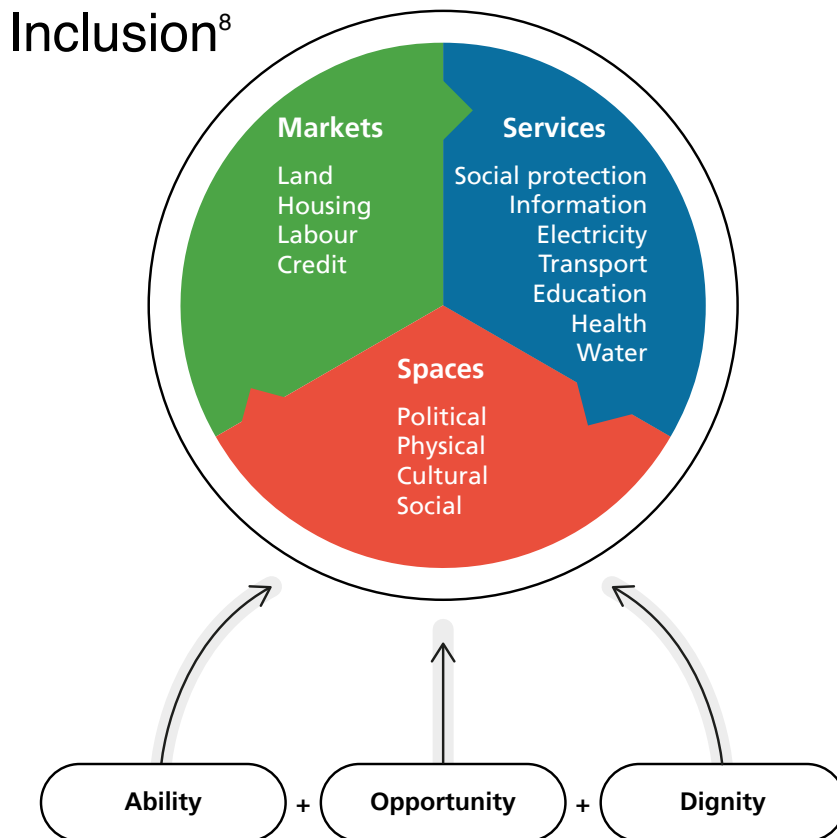 Inclusion⁸
Markets
Land
Housing
Labour
Credit
Services
Social protection
Information
Electricity
Transport
Education
Health
Water
Spaces
Political
Physical
Cultural
Social
Ability + Opportunity + Dignity